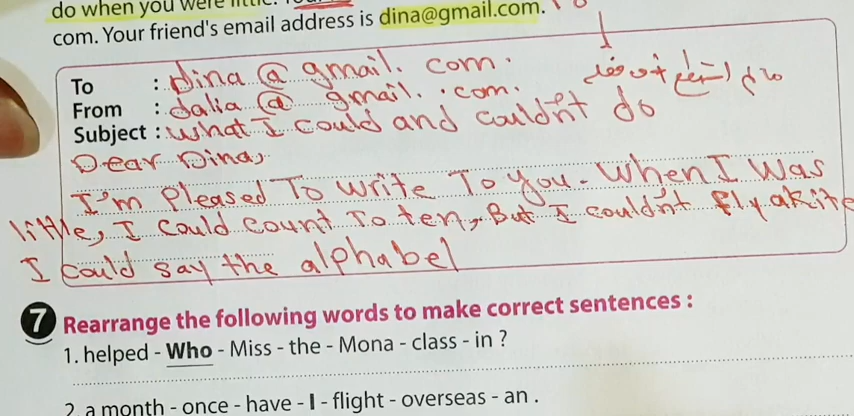 do when you were little.
com. Your friend's email address is dina@gmail.com.
To : Dina @ gmail. com.
From : dalia @ gmail. .com.
Subject : What I could and couldn't do
Dear Dina,
I'm pleased To write To you. When I was
little, I could count To ten, But I couldn't fly a kite
I could say the alphabel
7 Rearrange the following words to make correct sentences :
1. helped - Who - Miss - the - Mona - class - in ?
2. a month - once - have - I - flight - overseas - an .